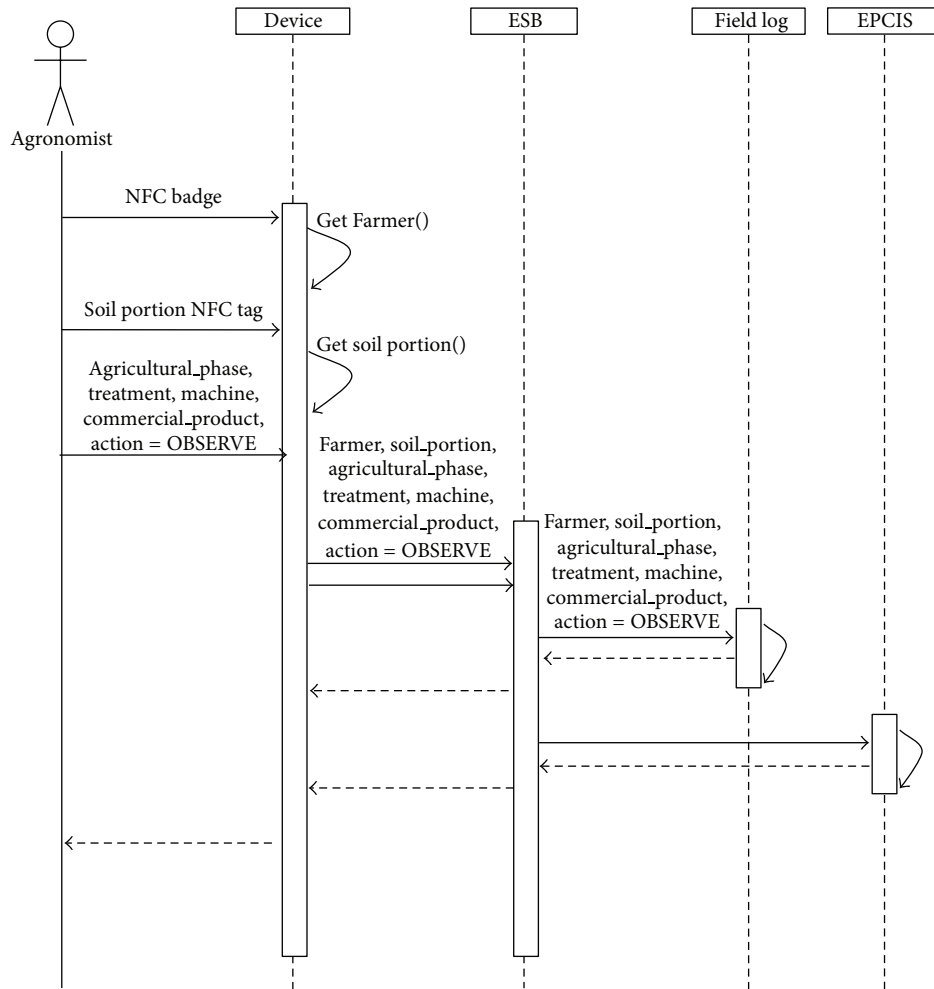 Device
ESB
Field log
EPCIS
Agronomist
NFC badge
Get Farmer()
Soil portion NFC tag
Get soil portion()
Agricultural_phase,
treatment, machine,
commercial_product,
action = OBSERVE
Farmer, soil_portion,
agricultural_phase,
treatment, machine,
commercial_product,
action = OBSERVE
Farmer, soil_portion,
agricultural_phase,
treatment, machine,
commercial_product,
action = OBSERVE